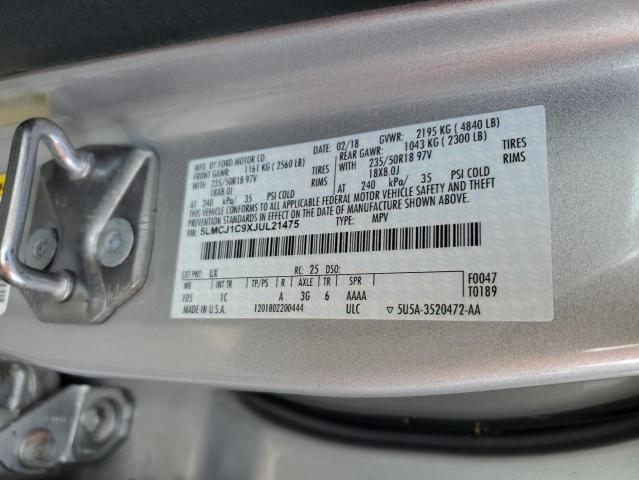 MFD. BY FORD MOTOR CO.
DATE: 02/18 GVWR: 2195 KG ( 4840 LB)
FRONT GAWR: 1161 KG ( 2560 LB) REAR GAWR: 1043 KG ( 2300 LB)
WITH 235/50R18 97V TIRES WITH 235/50R18 97V TIRES
18X8.0J RIMS 18X8.0J RIMS
AT 240 kPa/ 35 PSI COLD AT 240 kPa/ 35 PSI COLD
THIS VEHICLE CONFORMS TO ALL APPLICABLE FEDERAL MOTOR VEHICLE SAFETY AND THEFT
PREVENTION STANDARDS IN EFFECT ON THE DATE OF MANUFACTURE SHOWN ABOVE.
VIN: 5LMCJ1C9XJUL21475 TYPE: MPV
EXT PNT: UX RC: 25 DSO: F0047
WB INT TR TP/PS R AXLE TR SPR T0189
105 1C A 3G 6 AAAA
MADE IN U.S.A. 1201802200444 ULC ▽ 5U5A-3520472-AA